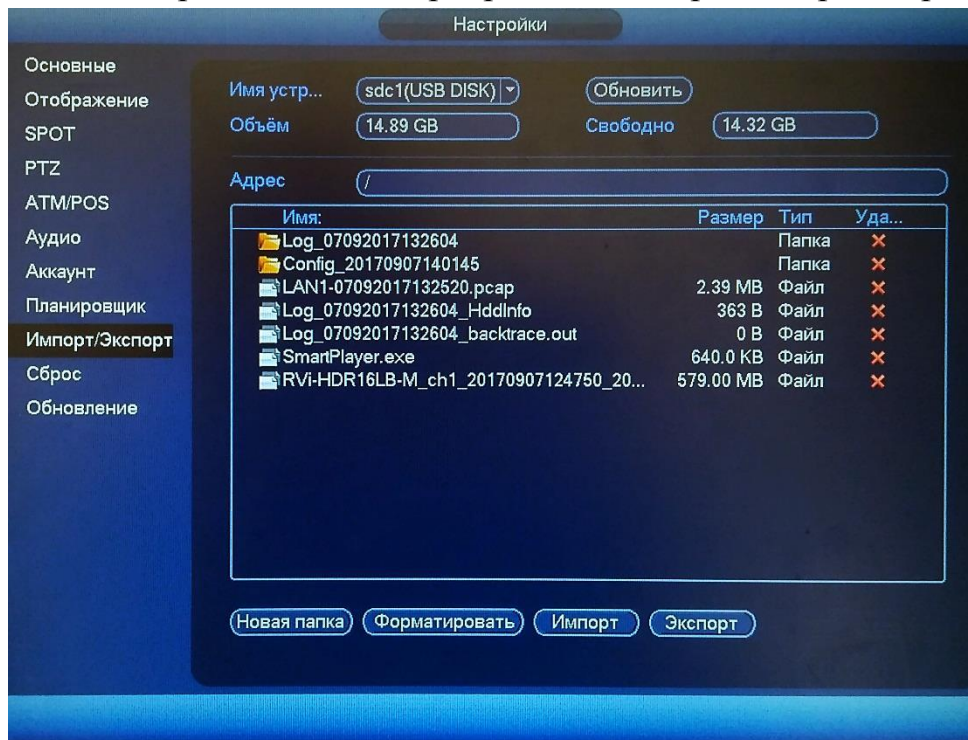 Настройки
Основные
Отображение
SPOT
PTZ
ATM/POS
Аудио
Аккаунт
Планировщик
Импорт/Экспорт
Сброс
Обновление
Имя устр... sdc1(USB DISK) Обновить
Объём 14.89 GB Свободно 14.32 GB
Адрес /
Имя: Размер Тип Уда...
Log_07092017132604 Папка
Config_20170907140145 Папка
LAN1-07092017132520.pcap 2.39 MB Файл
Log_07092017132604_HddInfo 363 B Файл
Log_07092017132604_backtrace.out 0 B Файл
SmartPlayer.exe 640.0 KB Файл
RVi-HDR16LB-M_ch1_20170907124750_20... 579.00 MB Файл
Новая папка Форматировать Импорт Экспорт